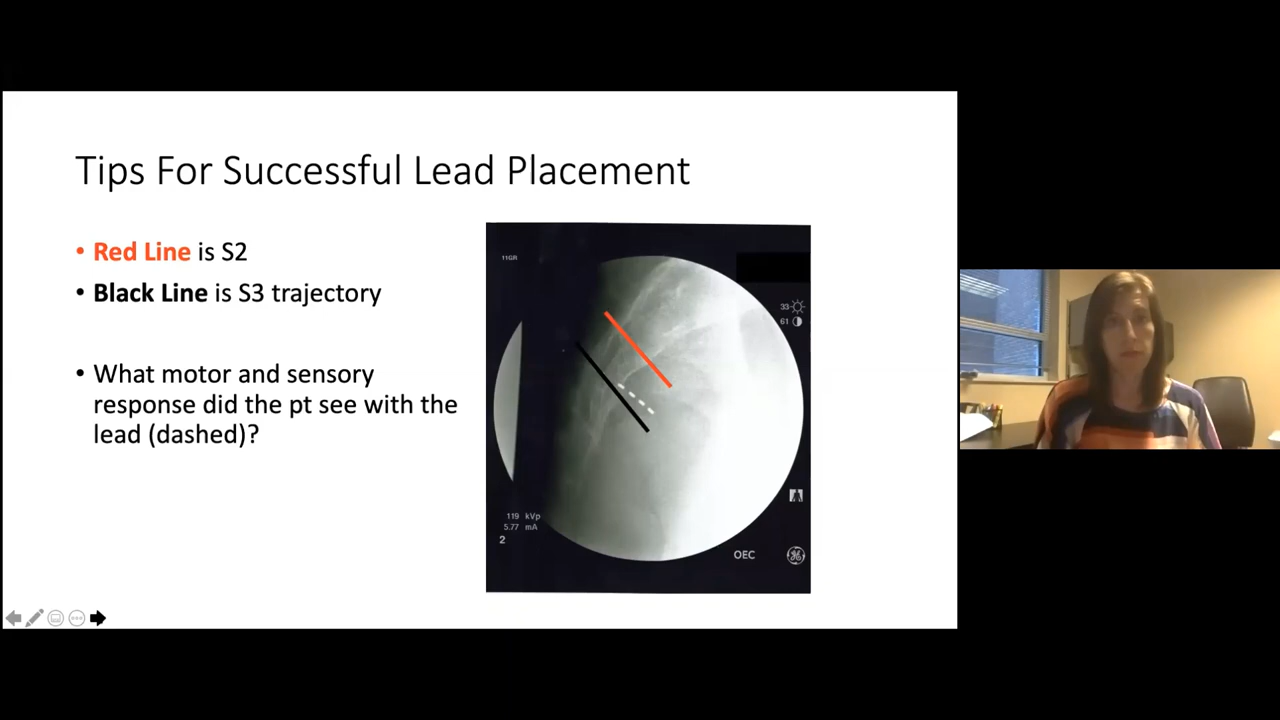 Tips For Successful Lead Placement
• Red Line is S2
• Black Line is S3 trajectory
• What motor and sensory
response did the pt see with the
lead (dashed)?
11GR
33
61
119 kVp
5.77 mA
2
OEC